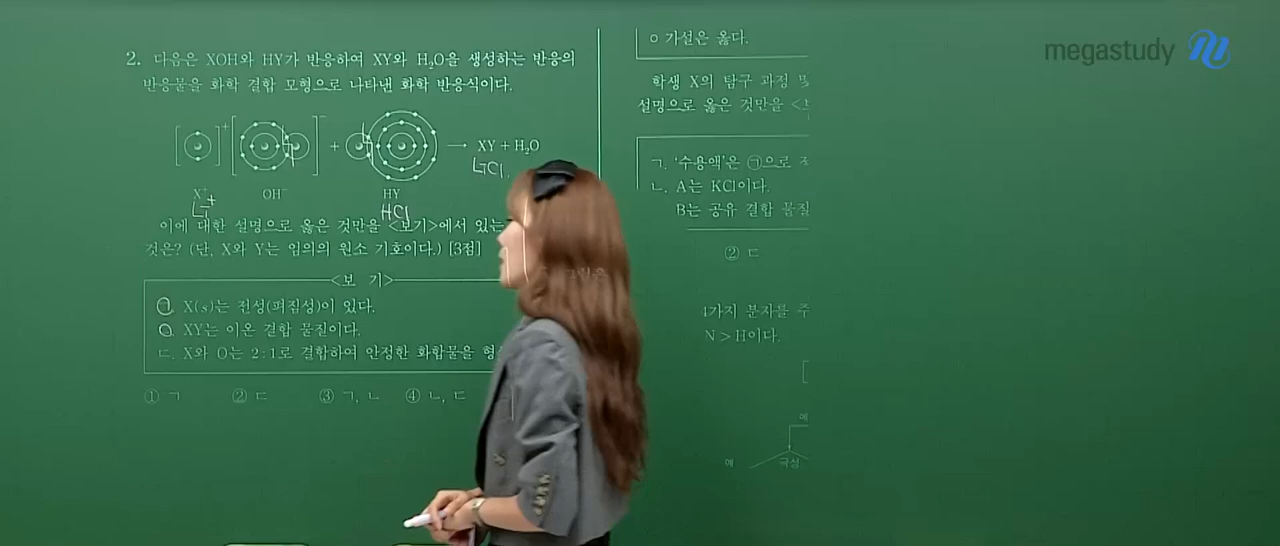 megastudy
2. 다음은 XOH와 HY가 반응하여 XY와 H₂O을 생성하는 반응의
반응물을 화학 결합 모형으로 나타낸 화학 반응식이다.
+ - + → XY + H₂O
LiCl
X⁺ OH⁻ HY
Li⁺ HCl
이에 대한 설명으로 옳은 것만을 <보기>에서 있는
것은? (단, X와 Y는 임의의 원소 기호이다.) [3점]
<보 기>
ㄱ. X(s)는 전성(펴짐성)이 있다.
ㄴ. XY는 이온 결합 물질이다.
ㄷ. X와 O는 2:1로 결합하여 안정한 화합물을
① ㄱ ② ㄷ ③ ㄱ, ㄴ ④ ㄴ, ㄷ
o 가설은 옳다.
학생 X의 탐구 과정 및
설명으로 옳은 것만을
ㄱ. '수용액'은 ㉠으로
ㄴ. A는 KCl이다.
B는 공유 결합 물질
② ㄷ
가지 분자를 주
N > H이다.
예
예 극성